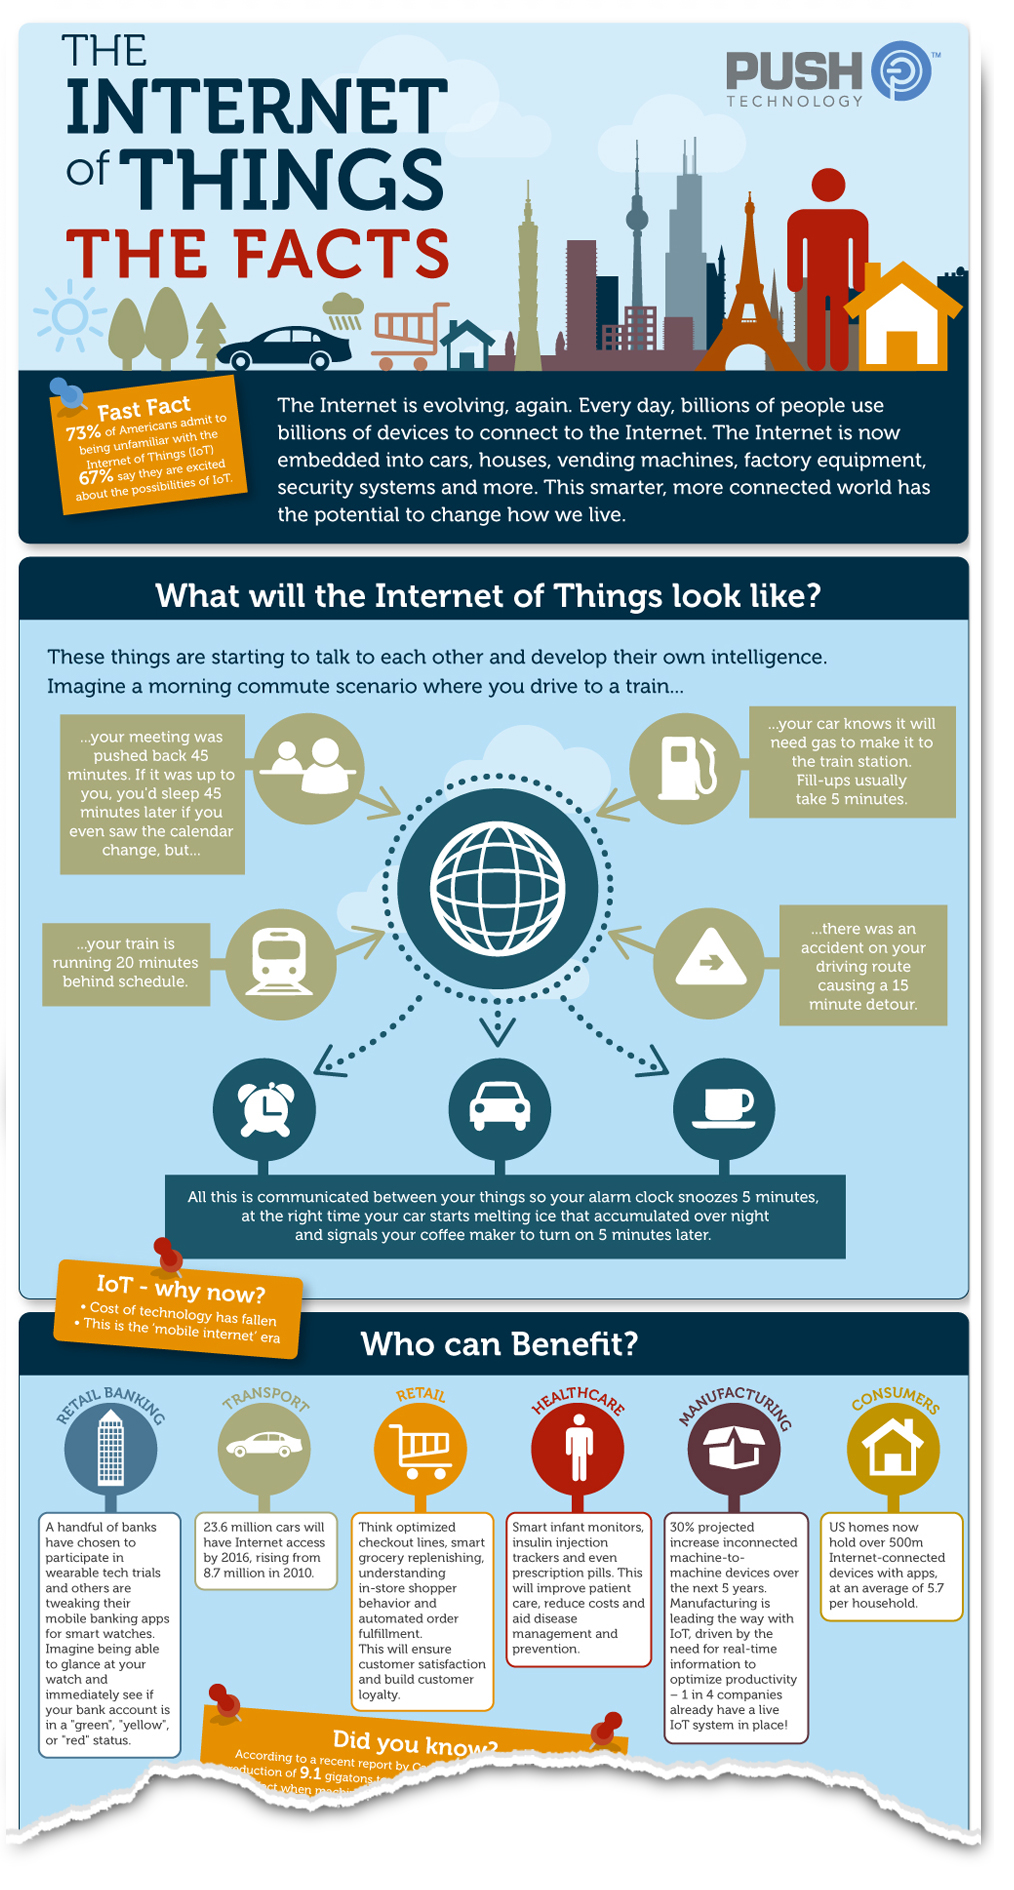 THE
INTERNET
of THINGS
THE FACTS
PUSH
TECHNOLOGY
TM
Fast Fact
73% of Americans admit to
being unfamiliar with the
Internet of Things (IoT)
67% say they are excited
about the possibilities of IoT.
The Internet is evolving, again. Every day, billions of people use
billions of devices to connect to the Internet. The Internet is now
embedded into cars, houses, vending machines, factory equipment,
security systems and more. This smarter, more connected world has
the potential to change how we live.
What will the Internet of Things look like?
These things are starting to talk to each other and develop their own intelligence.
Imagine a morning commute scenario where you drive to a train...
...your meeting was
pushed back 45
minutes. If it was up to
you, you'd sleep 45
minutes later if you
even saw the calendar
change, but...
...your car knows it will
need gas to make it to
the train station.
Fill-ups usually
take 5 minutes.
...your train is
running 20 minutes
behind schedule.
...there was an
accident on your
driving route
causing a 15
minute detour.
All this is communicated between your things so your alarm clock snoozes 5 minutes,
at the right time your car starts melting ice that accumulated over night
and signals your coffee maker to turn on 5 minutes later.
IoT - why now?
• Cost of technology has fallen
• This is the 'mobile internet' era
Who can Benefit?
RETAIL BANKING
A handful of banks
have chosen to
participate in
wearable tech trials
and others are
tweaking their
mobile banking apps
for smart watches.
Imagine being able
to glance at your
watch and
immediately see if
your bank account is
in a "green", "yellow",
or "red" status.
TRANSPORT
23.6 million cars will
have Internet access
by 2016, rising from
8.7 million in 2010.
RETAIL
Think optimized
checkout lines, smart
grocery replenishing,
understanding
in-store shopper
behavior and
automated order
fulfillment.
This will ensure
customer satisfaction
and build customer
loyalty.
HEALTHCARE
Smart infant monitors,
insulin injection
trackers and even
prescription pills. This
will improve patient
care, reduce costs and
aid disease
management and
prevention.
MANUFACTURING
30% projected
increase inconnected
machine-to-
machine devices over
the next 5 years.
Manufacturing is
leading the way with
IoT, driven by the
need for real-time
information to
optimize productivity
– 1 in 4 companies
already have a live
IoT system in place!
CONSUMERS
US homes now
hold over 500m
Internet-connected
devices with apps,
at an average of 5.7
per household.
Did you know?
According to a recent report by
of 9.1 gigatons
when